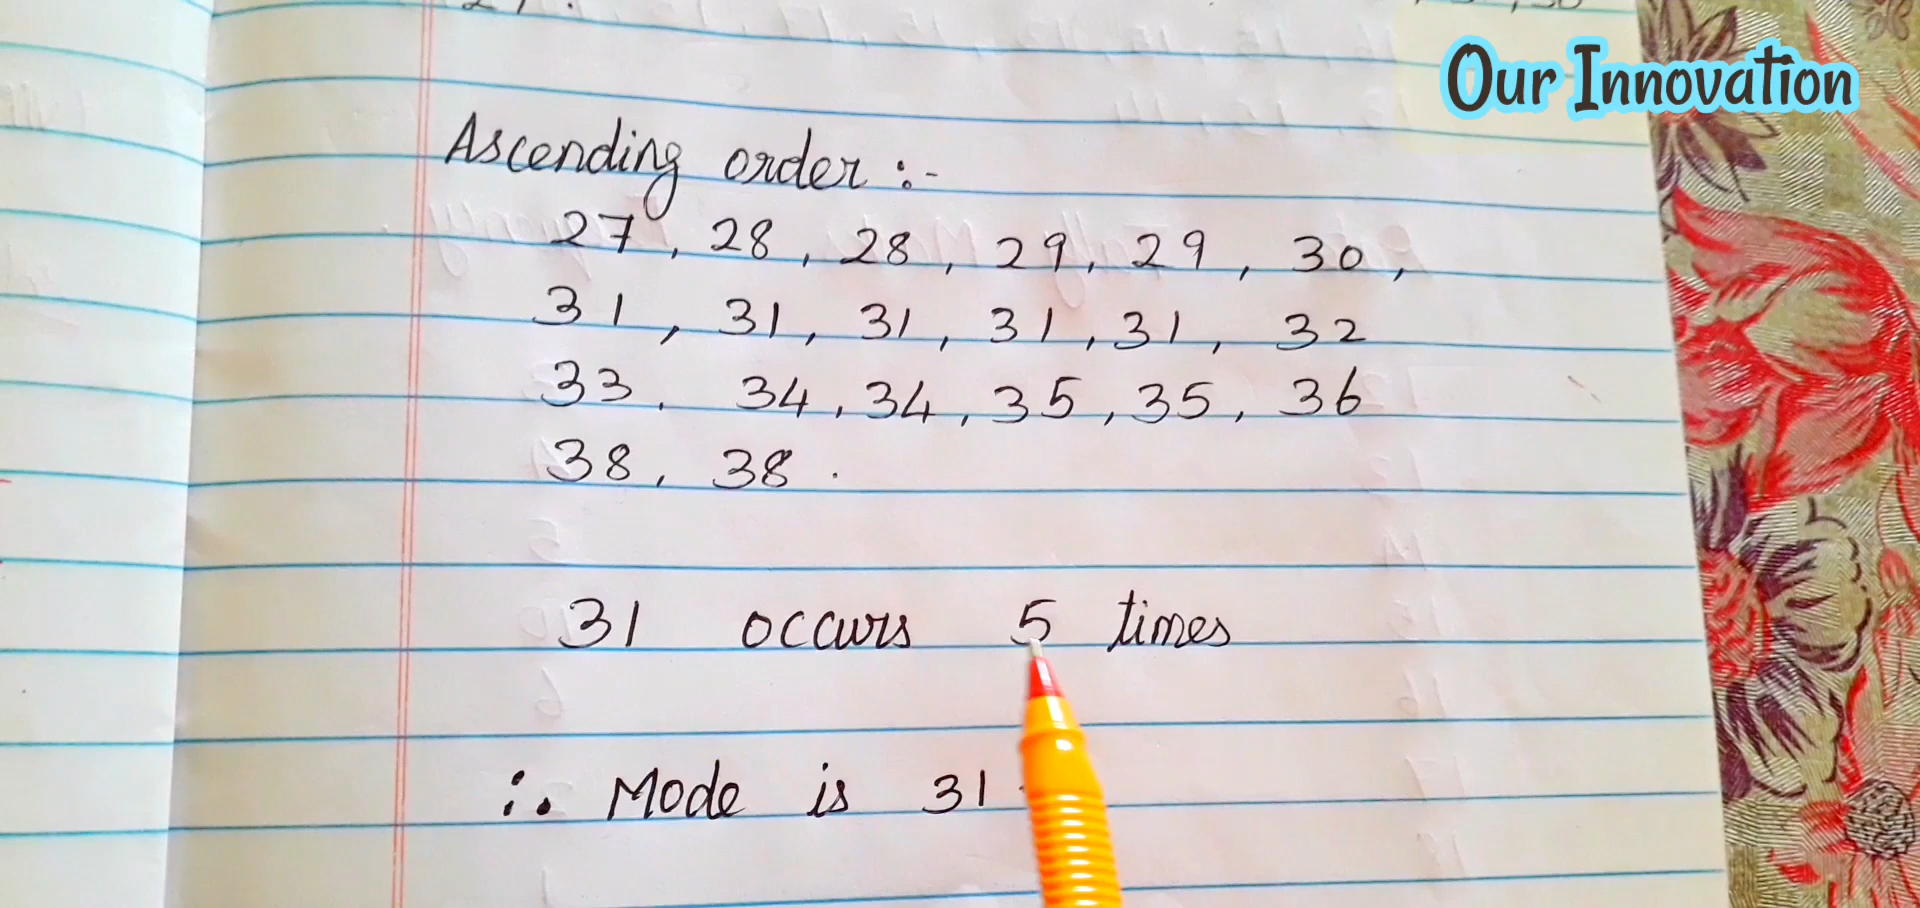 Our Innovation
Ascending order :-
27, 28, 28, 29, 29, 30,
31, 31, 31, 31, 31, 32
33, 34, 34, 35, 35, 36
38, 38.
31 occurs 5 times
∴ Mode is 31